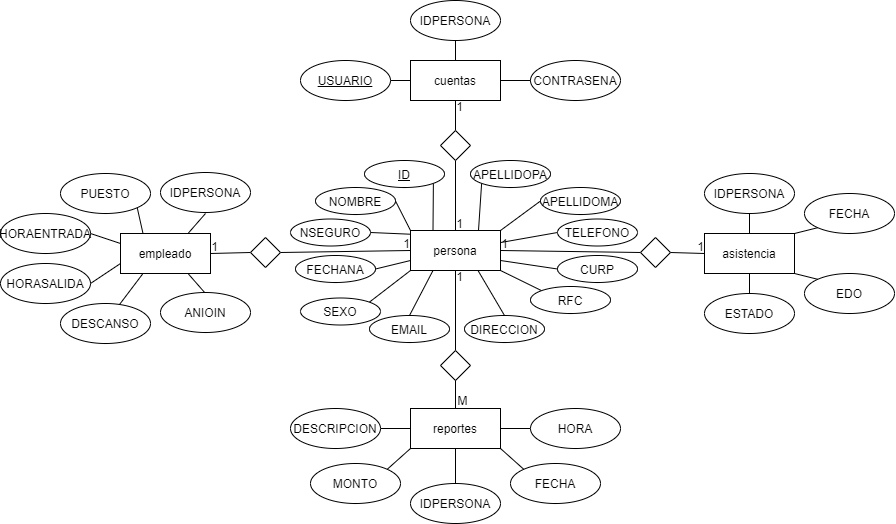 IDPERSONA
USUARIO
cuentas
CONTRASENA
1
ID
APELLIDOPA
PUESTO
IDPERSONA
NOMBRE
APELLIDOMA
IDPERSONA
FECHA
HORAENTRADA
NSEGURO
1
TELEFONO
empleado
1
1
persona
1
1
asistencia
FECHANA
1
CURP
HORASALIDA
SEXO
RFC
EDO
DESCANSO
ANIOIN
EMAIL
DIRECCION
ESTADO
M
DESCRIPCION
reportes
HORA
MONTO
IDPERSONA
FECHA